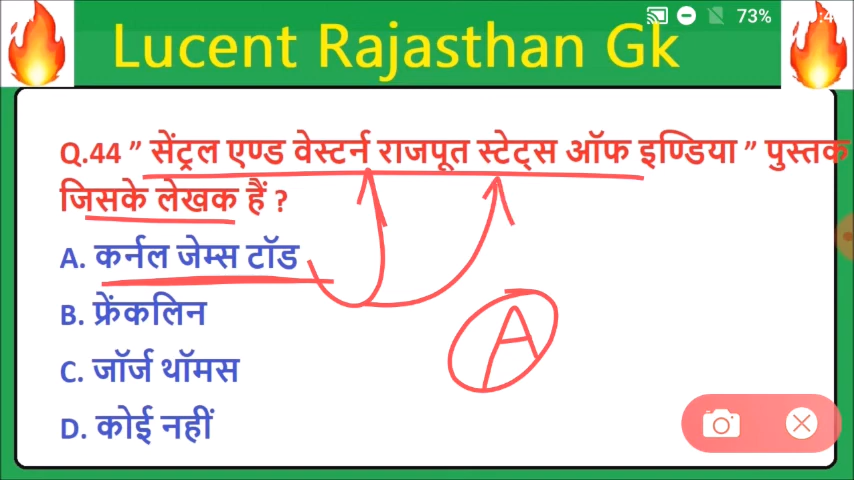 73%
Lucent Rajasthan Gk
Q.44 ” सेंट्रल एण्ड वेस्टर्न राजपूत स्टेट्स ऑफ इण्डिया ” पुस्तक
जिसके लेखक हैं ?
A. कर्नल जेम्स टॉड
B. फ्रेंकलिन
A
C. जॉर्ज थॉमस
D. कोई नहीं